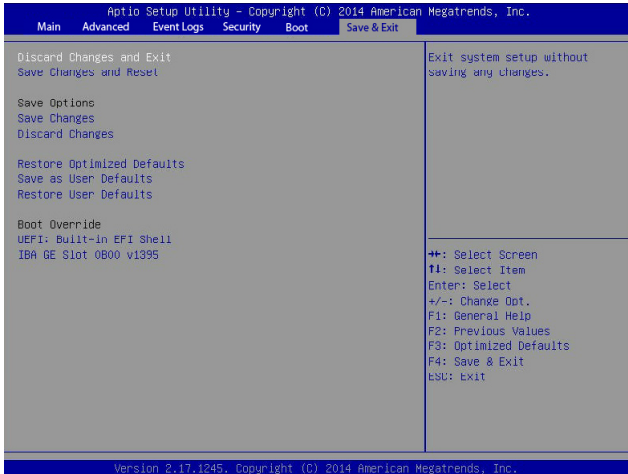 Aptio Setup Utility - Copyright (C) 2014 American Megatrends, Inc.
Main Advanced Event Logs Security Boot Save & Exit
Discard Changes and Exit
Save Changes and Reset
Save Options
Save Changes
Discard Changes
Restore Optimized Defaults
Save as User Defaults
Restore User Defaults
Boot Override
UEFI: Built-in EFI Shell
IBA GE Slot 0B00 v1395
Exit system setup without
saving any changes.
→←: Select Screen
↑↓: Select Item
Enter: Select
+/-: Change Opt.
F1: General Help
F2: Previous Values
F3: Optimized Defaults
F4: Save & Exit
ESC: Exit
Version 2.17.1245. Copyright (C) 2014 American Megatrends, Inc.